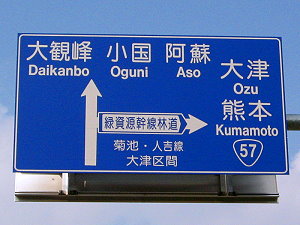 大観峰 小国 阿蘇
Daikanbo Oguni Aso
大津
Ozu
熊本
Kumamoto
緑資源幹線林道
菊池・人吉線
大津区間
57